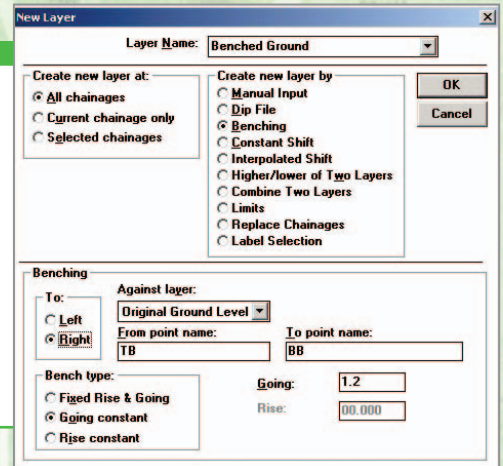 New Layer
Layer Name: Benched Ground
Create new layer at:
All chainages
Current chainage only
Selected chainages
Create new layer by
Manual Input
Dip File
Benching
Constant Shift
Interpolated Shift
Higher/lower of Two Layers
Combine Two Layers
Limits
Replace Chainages
Label Selection
OK
Cancel
Benching
To:
Left
Right
Against layer:
Original Ground Level
From point name: To point name:
TB BB
Bench type:
Fixed Rise & Going
Going constant
Rise constant
Going: 1.2
Rise: 00.000